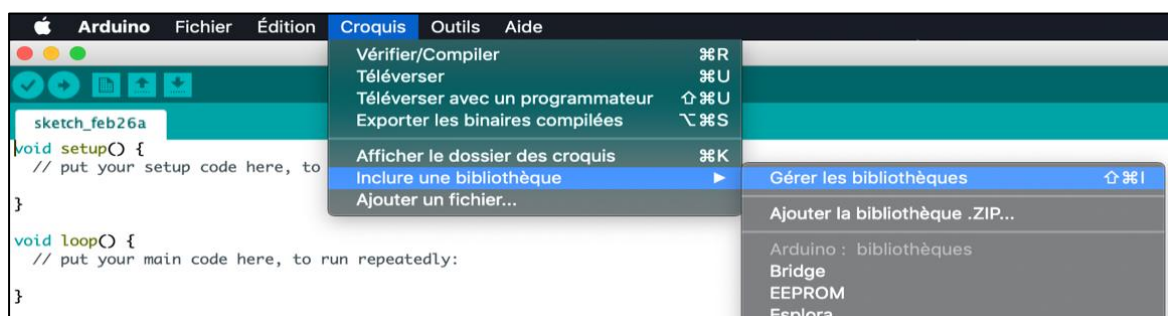 Arduino Fichier Édition Croquis Outils Aide
Vérifier/Compiler ⌘R
Téléverser ⌘U
Téléverser avec un programmateur ⇧⌘U
Exporter les binaires compilées ⌥⌘S
Afficher le dossier des croquis ⌘K
Inclure une bibliothèque ▶
Ajouter un fichier...
Gérer les bibliothèques ⇧⌘I
Ajouter la bibliothèque .ZIP...
Arduino : bibliothèques
Bridge
EEPROM
Esplora
sketch_feb26a
void setup() {
// put your setup code here, to
}
void loop() {
// put your main code here, to run repeatedly:
}